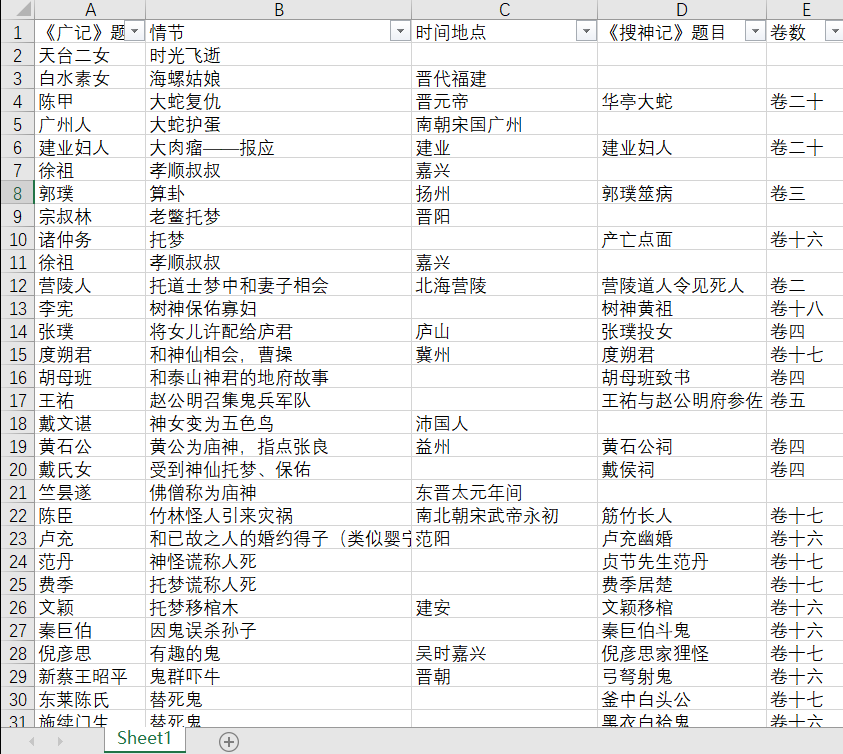 A B C D E
1 《广记》题 情节 时间地点 《搜神记》题目 卷数
2 天台二女 时光飞逝
3 白水素女 海螺姑娘 晋代福建
4 陈甲 大蛇复仇 晋元帝 华亭大蛇 卷二十
5 广州人 大蛇护蛋 南朝宋国广州
6 建业妇人 大肉瘤——报应 建业 建业妇人 卷二十
7 徐祖 孝顺叔叔 嘉兴
8 郭璞 算卦 扬州 郭璞筮病 卷三
9 宗叔林 老鳖托梦 晋阳
10 诸仲务 托梦 产亡点面 卷十六
11 徐祖 孝顺叔叔 嘉兴
12 营陵人 托道士梦中和妻子相会 北海营陵 营陵道人令见死人 卷二
13 李宪 树神保佑寡妇 树神黄祖 卷十八
14 张璞 将女儿许配给庐君 庐山 张璞投女 卷四
15 度朔君 和神仙相会，曹操 冀州 度朔君 卷十七
16 胡母班 和泰山神君的地府故事 胡母班致书 卷四
17 王祐 赵公明召集鬼兵军队 王祐与赵公明府参佐 卷五
18 戴文谌 神女变为五色鸟 沛国人
19 黄石公 黄公为庙神，指点张良 益州 黄石公祠 卷四
20 戴氏女 受到神仙托梦、保佑 戴侯祠 卷四
21 竺昙遂 佛僧称为庙神 东晋太元年间
22 陈臣 竹林怪人引来灾祸 南北朝宋武帝永初 筋竹长人 卷十七
23 卢充 和已故之人的婚约得子（类似婴宁 范阳 卢充幽婚 卷十六
24 范丹 神怪谎称人死 贞节先生范丹 卷十七
25 费季 托梦谎称人死 费季居楚 卷十七
26 文颖 托梦移棺木 建安 文颖移棺 卷十六
27 秦巨伯 因鬼误杀孙子 秦巨伯斗鬼 卷十六
28 倪彦思 有趣的鬼 吴时嘉兴 倪彦思家狸怪 卷十七
29 新蔡王昭平 鬼群吓牛 晋朝 弓弩射鬼 卷十六
30 东莱陈氏 替死鬼 釜中白头公 卷十七
31 施续门生 替死鬼 黑衣白袷鬼 卷十六
Sheet1